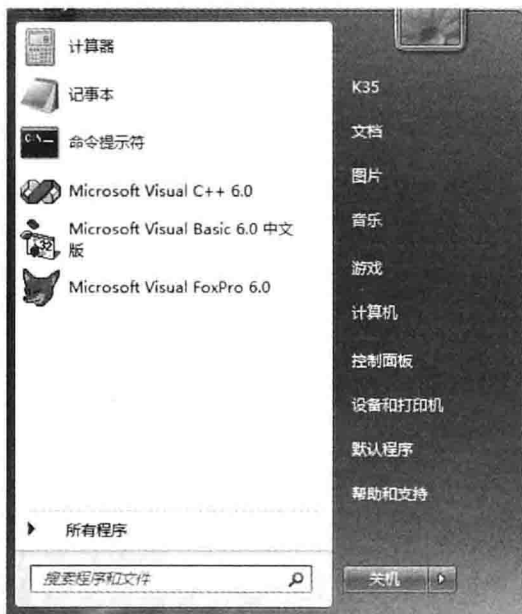 计算器
记事本
C:\_
命令提示符
Microsoft Visual C++ 6.0
32
Microsoft Visual Basic 6.0 中文
版
Microsoft Visual FoxPro 6.0
所有程序
搜索程序和文件
K35
文档
图片
音乐
游戏
计算机
控制面板
设备和打印机
默认程序
帮助和支持
关机